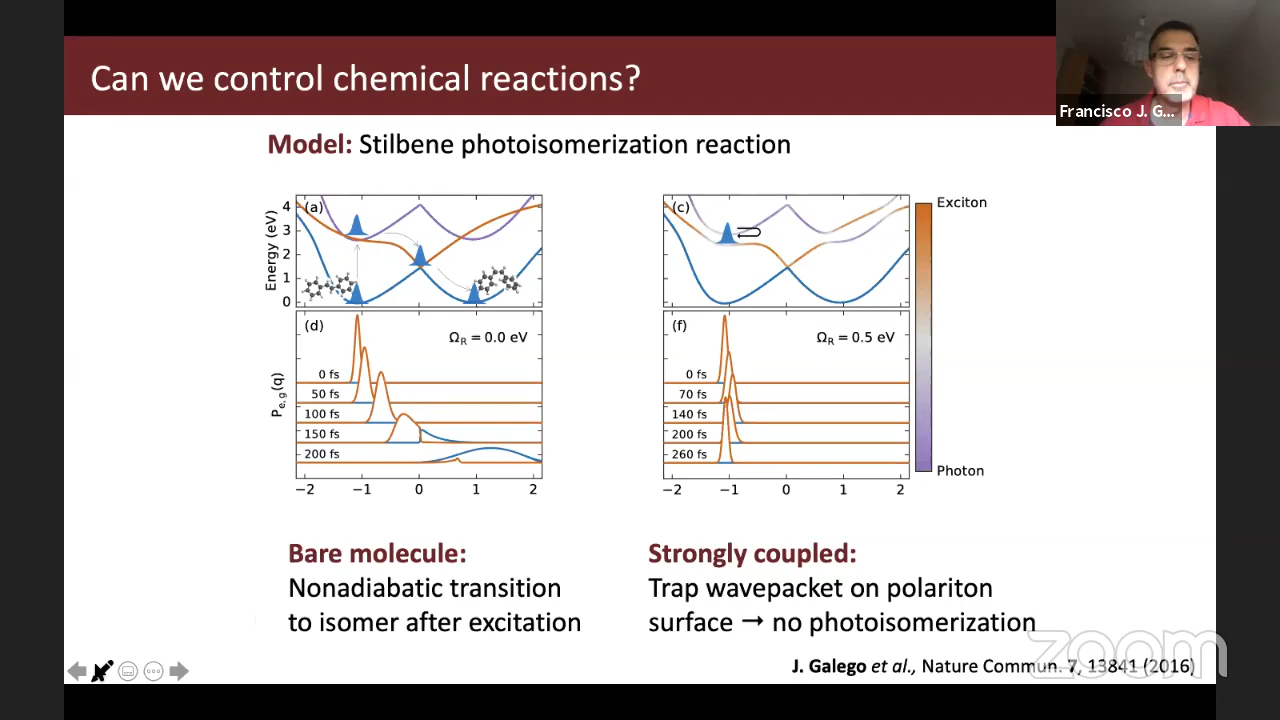 Can we control chemical reactions?
Francisco J. G...
Model: Stilbene photoisomerization reaction
(a)
Energy (eV)
4
3
2
1
0
(c)
Exciton
Photon
(d)
Ω_R = 0.0 eV
P_e,g(q)
0 fs
50 fs
100 fs
150 fs
200 fs
−2 −1 0 1 2
(f)
Ω_R = 0.5 eV
0 fs
70 fs
140 fs
200 fs
260 fs
−2 −1 0 1 2
Bare molecule:
Nonadiabatic transition
to isomer after excitation
Strongly coupled:
Trap wavepacket on polariton
surface → no photoisomerization
J. Galego et al., Nature Commun. 7, 13841 (2016)
zoom